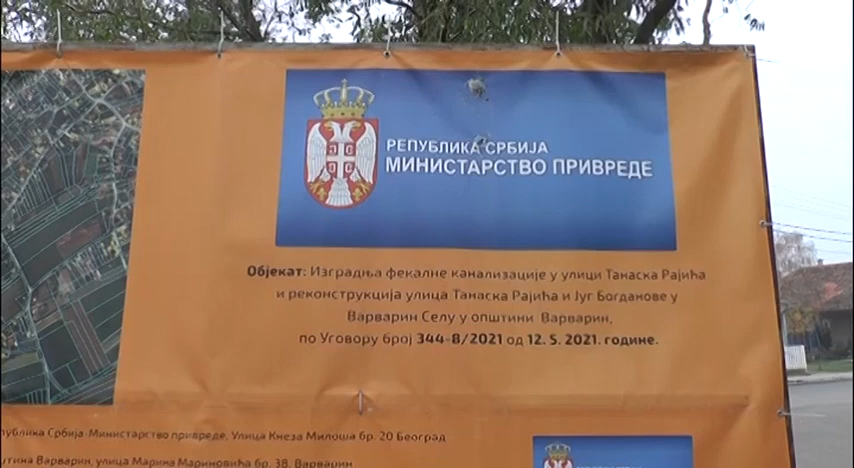 РЕПУБЛИКА СРБИЈА
МИНИСТАРСТВО ПРИВРЕДЕ
Објекат: Изградња фекалне канализације у улици Танаска Рајића
и реконструкција улица Танаска Рајића и Југ Богданове у
Варварин Селу у општини Варварин,
по Уговору број 344-8/2021 од 12. 5. 2021. године.
публика Србија-Министарство привреде, Улица Кнеза Милоша бр. 20 Београд
штина Варварин, улица Марина Мариновића бр. 38, Варварин